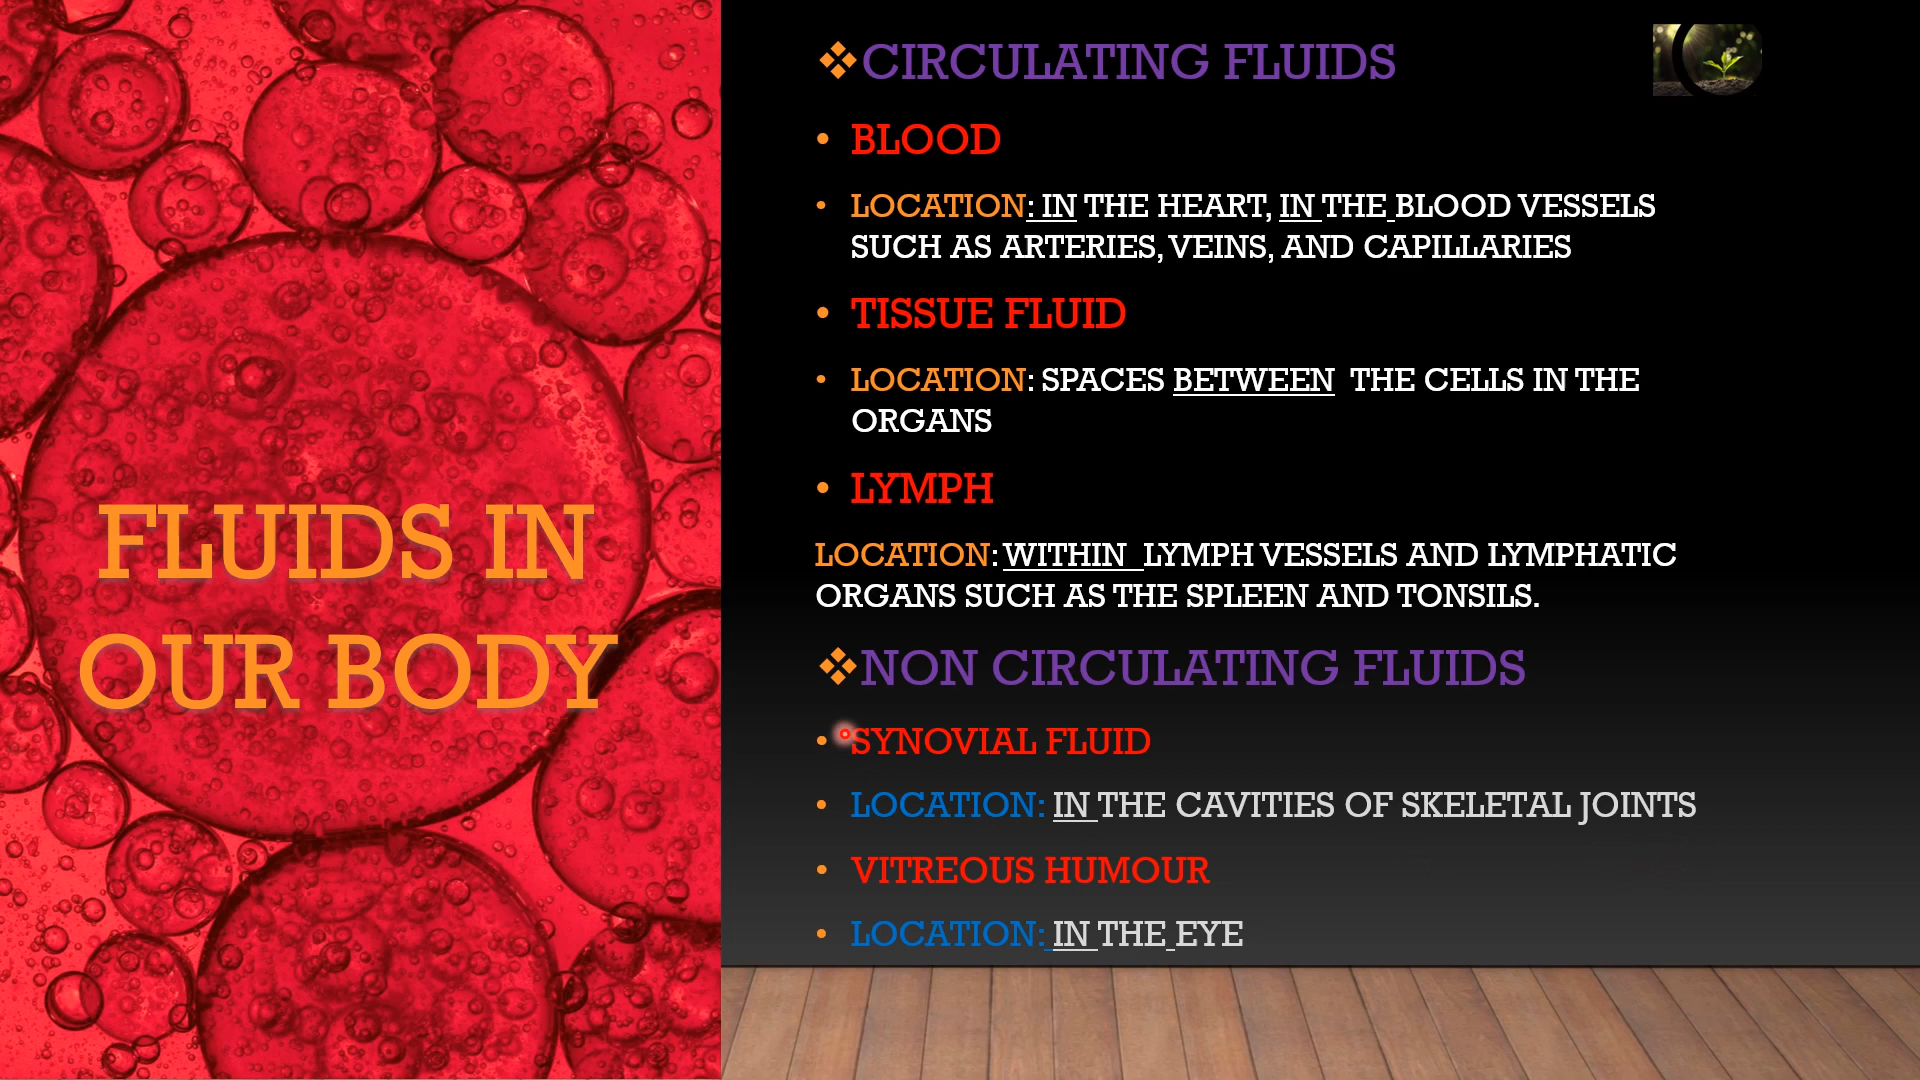 FLUIDS IN
OUR BODY
❖CIRCULATING FLUIDS
• BLOOD
• LOCATION: IN THE HEART, IN THE BLOOD VESSELS
SUCH AS ARTERIES, VEINS, AND CAPILLARIES
• TISSUE FLUID
• LOCATION: SPACES BETWEEN THE CELLS IN THE
ORGANS
• LYMPH
LOCATION: WITHIN LYMPH VESSELS AND LYMPHATIC
ORGANS SUCH AS THE SPLEEN AND TONSILS.
❖NON CIRCULATING FLUIDS
• SYNOVIAL FLUID
• LOCATION: IN THE CAVITIES OF SKELETAL JOINTS
• VITREOUS HUMOUR
• LOCATION: IN THE EYE